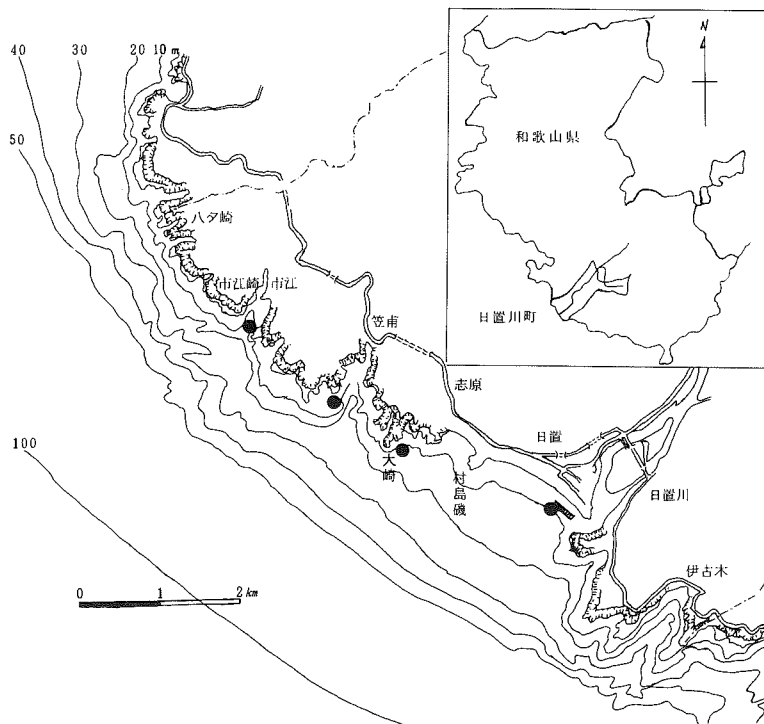 40
30
20 10 m
50
N
和歌山県
八タ崎
市江崎
市江
日置川町
笠甫
志原
日置
大崎
村島磯
日置川
100
伊古木
0 1 2 km